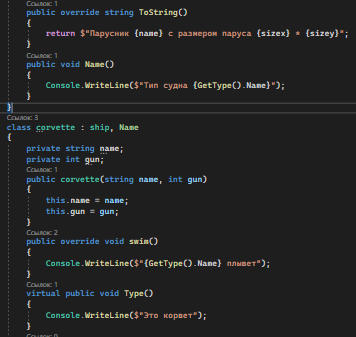 Ссылок: 1
public override string ToString()
{
return $"Парусник {name} с размером паруса {sizex} * {sizey}";
}
Ссылок: 1
public void Name()
{
Console.WriteLine($"Тип судна {GetType().Name}");
}
}
Ссылок: 3
class corvette : ship, Name
{
private string name;
private int gun;
Ссылок: 1
public corvette(string name, int gun)
{
this.name = name;
this.gun = gun;
}
Ссылок: 2
public override void swim()
{
Console.WriteLine($"{GetType().Name} плывет");
}
Ссылок: 1
virtual public void Type()
{
Console.WriteLine($"Это корвет");
}